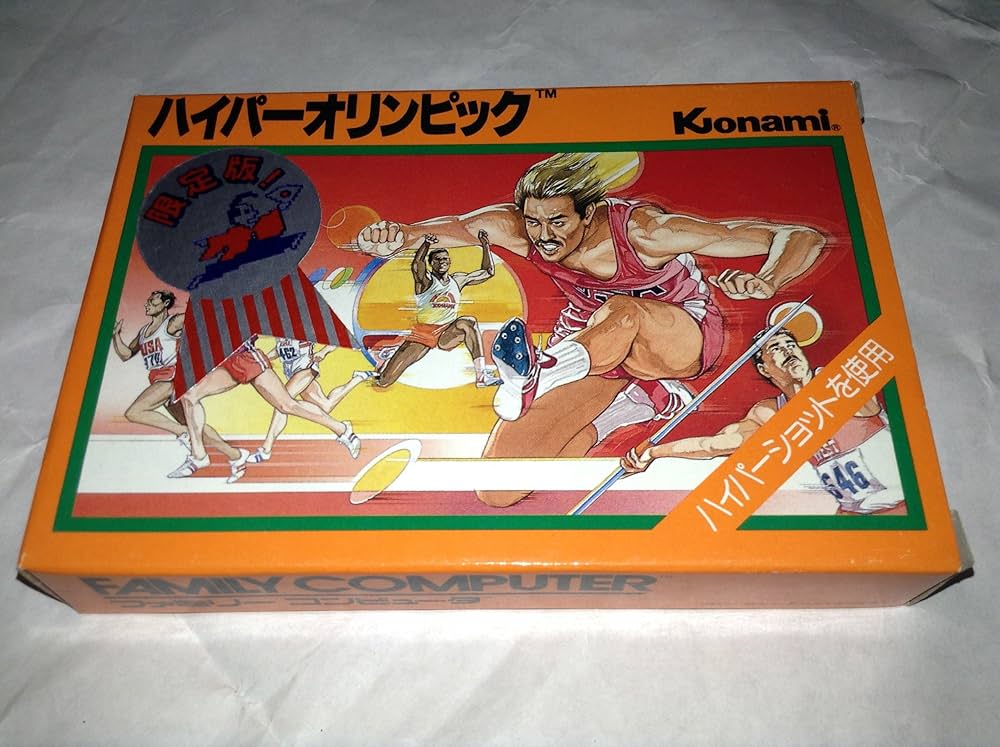 ハイパーオリンピック™
Konami®
限定版!
USA
462
KONAMI
646
ハイパーショットを使用
FAMILY COMPUTER™
ファミリー コンピュータ